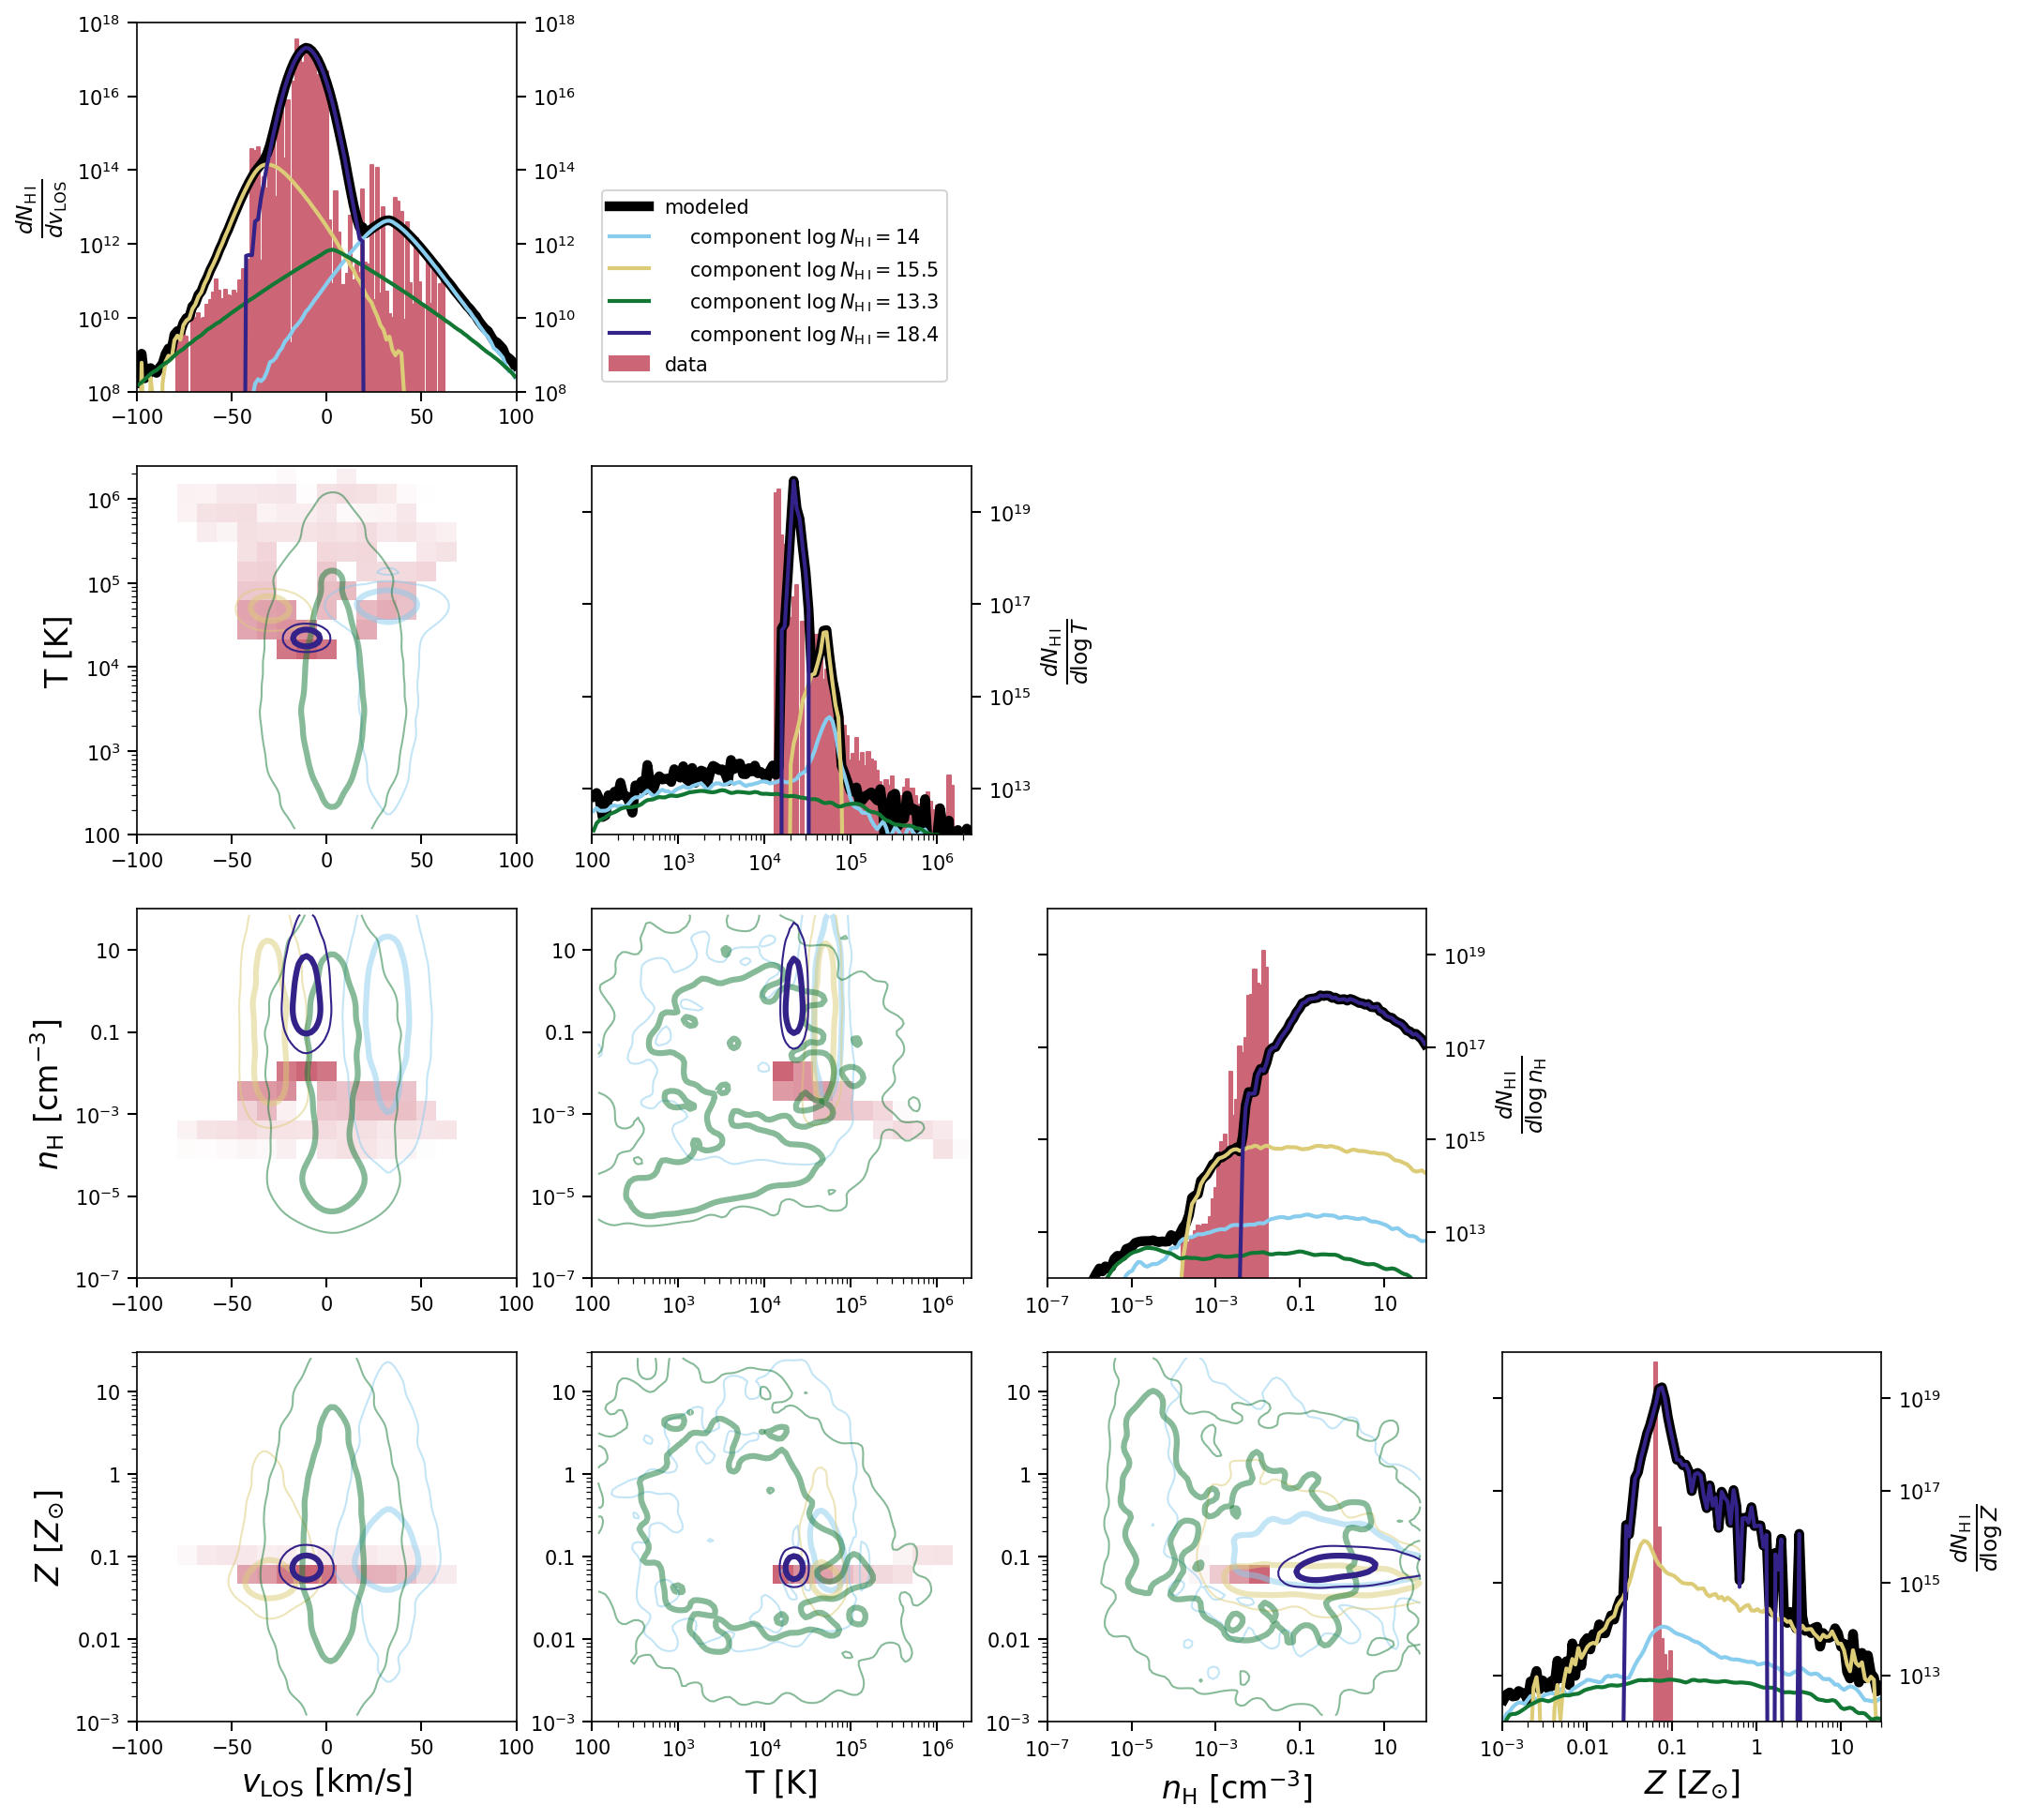 10^18 10^18
10^16 10^16
10^14 10^14
10^12 10^12
10^10 10^10
10^8 10^8
dN_HI / dv_LOS
−100 −50 0 50 100
modeled
component log N_HI = 14
component log N_HI = 15.5
component log N_HI = 13.3
component log N_HI = 18.4
data
T [K]
10^6
10^5
10^4
10^3
100
−100 −50 0 50 100
100 10^3 10^4 10^5 10^6
10^19
10^17
10^15
10^13
dN_HI / dlog T
n_H [cm^−3]
10
0.1
10^−3
10^−5
10^−7
−100 −50 0 50 100
10
0.1
10^−3
10^−5
10^−7
100 10^3 10^4 10^5 10^6
10^−7 10^−5 10^−3 0.1 10
10^19
10^17
10^15
10^13
dN_HI / dlog n_H
Z [Z⊙]
10
1
0.1
0.01
10^−3
−100 −50 0 50 100
v_LOS [km/s]
10
1
0.1
0.01
10^−3
100 10^3 10^4 10^5 10^6
T [K]
10
1
0.1
0.01
10^−3
10^−7 10^−5 10^−3 0.1 10
n_H [cm^−3]
10^−3 0.01 0.1 1 10
Z [Z⊙]
10^19
10^17
10^15
10^13
dN_HI / dlog Z